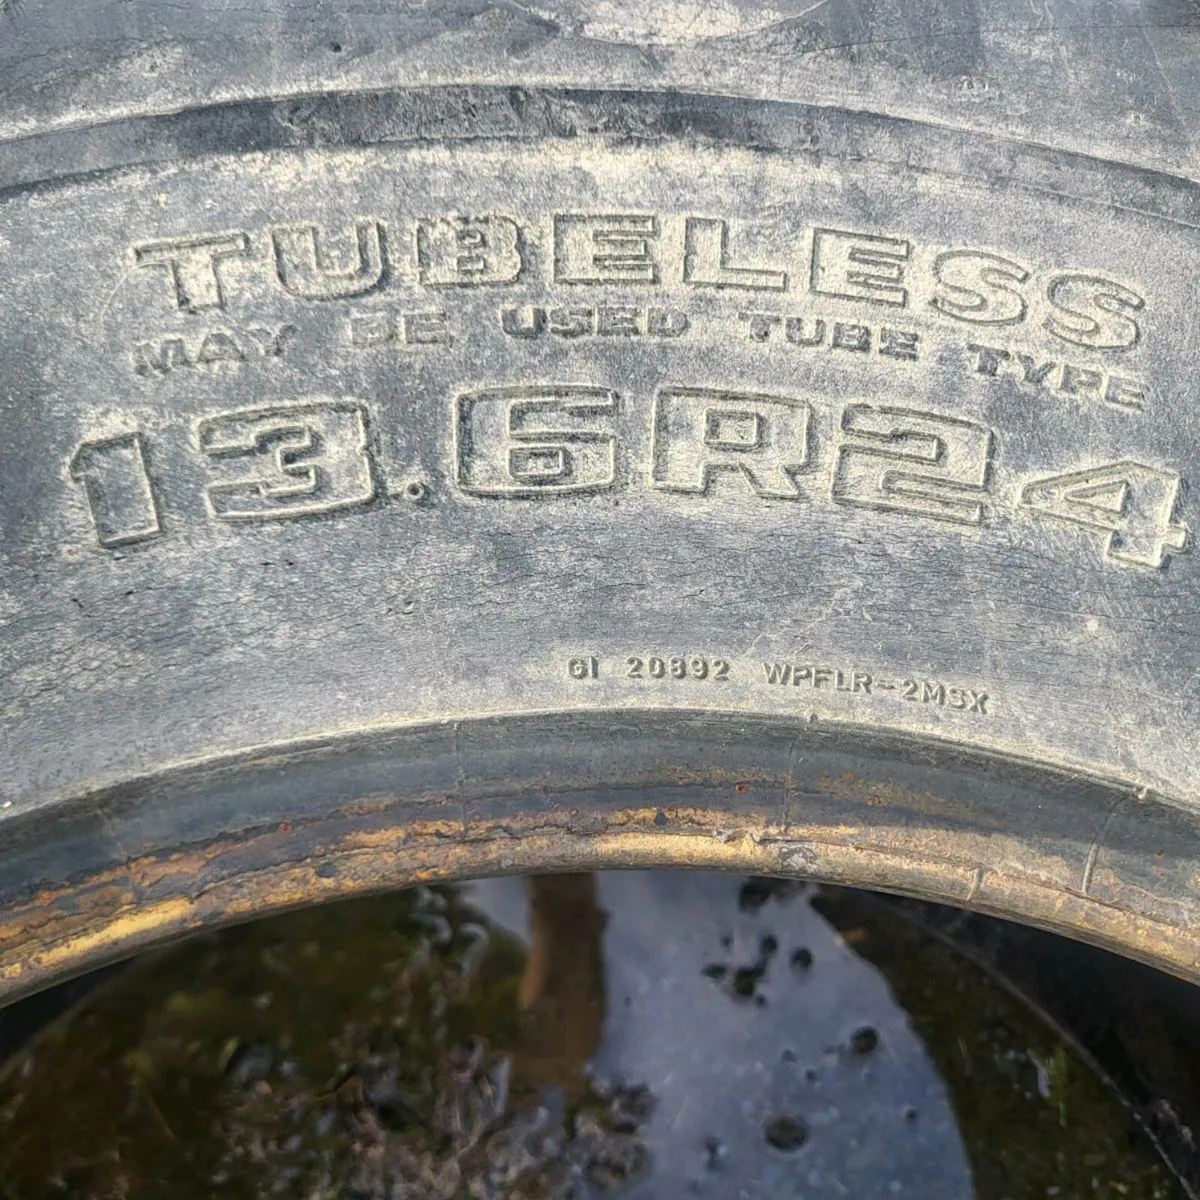 TUBELESS
MAY BE USED TUBE TYPE
13.6R24
GI 20892 WPFLR-2MSX